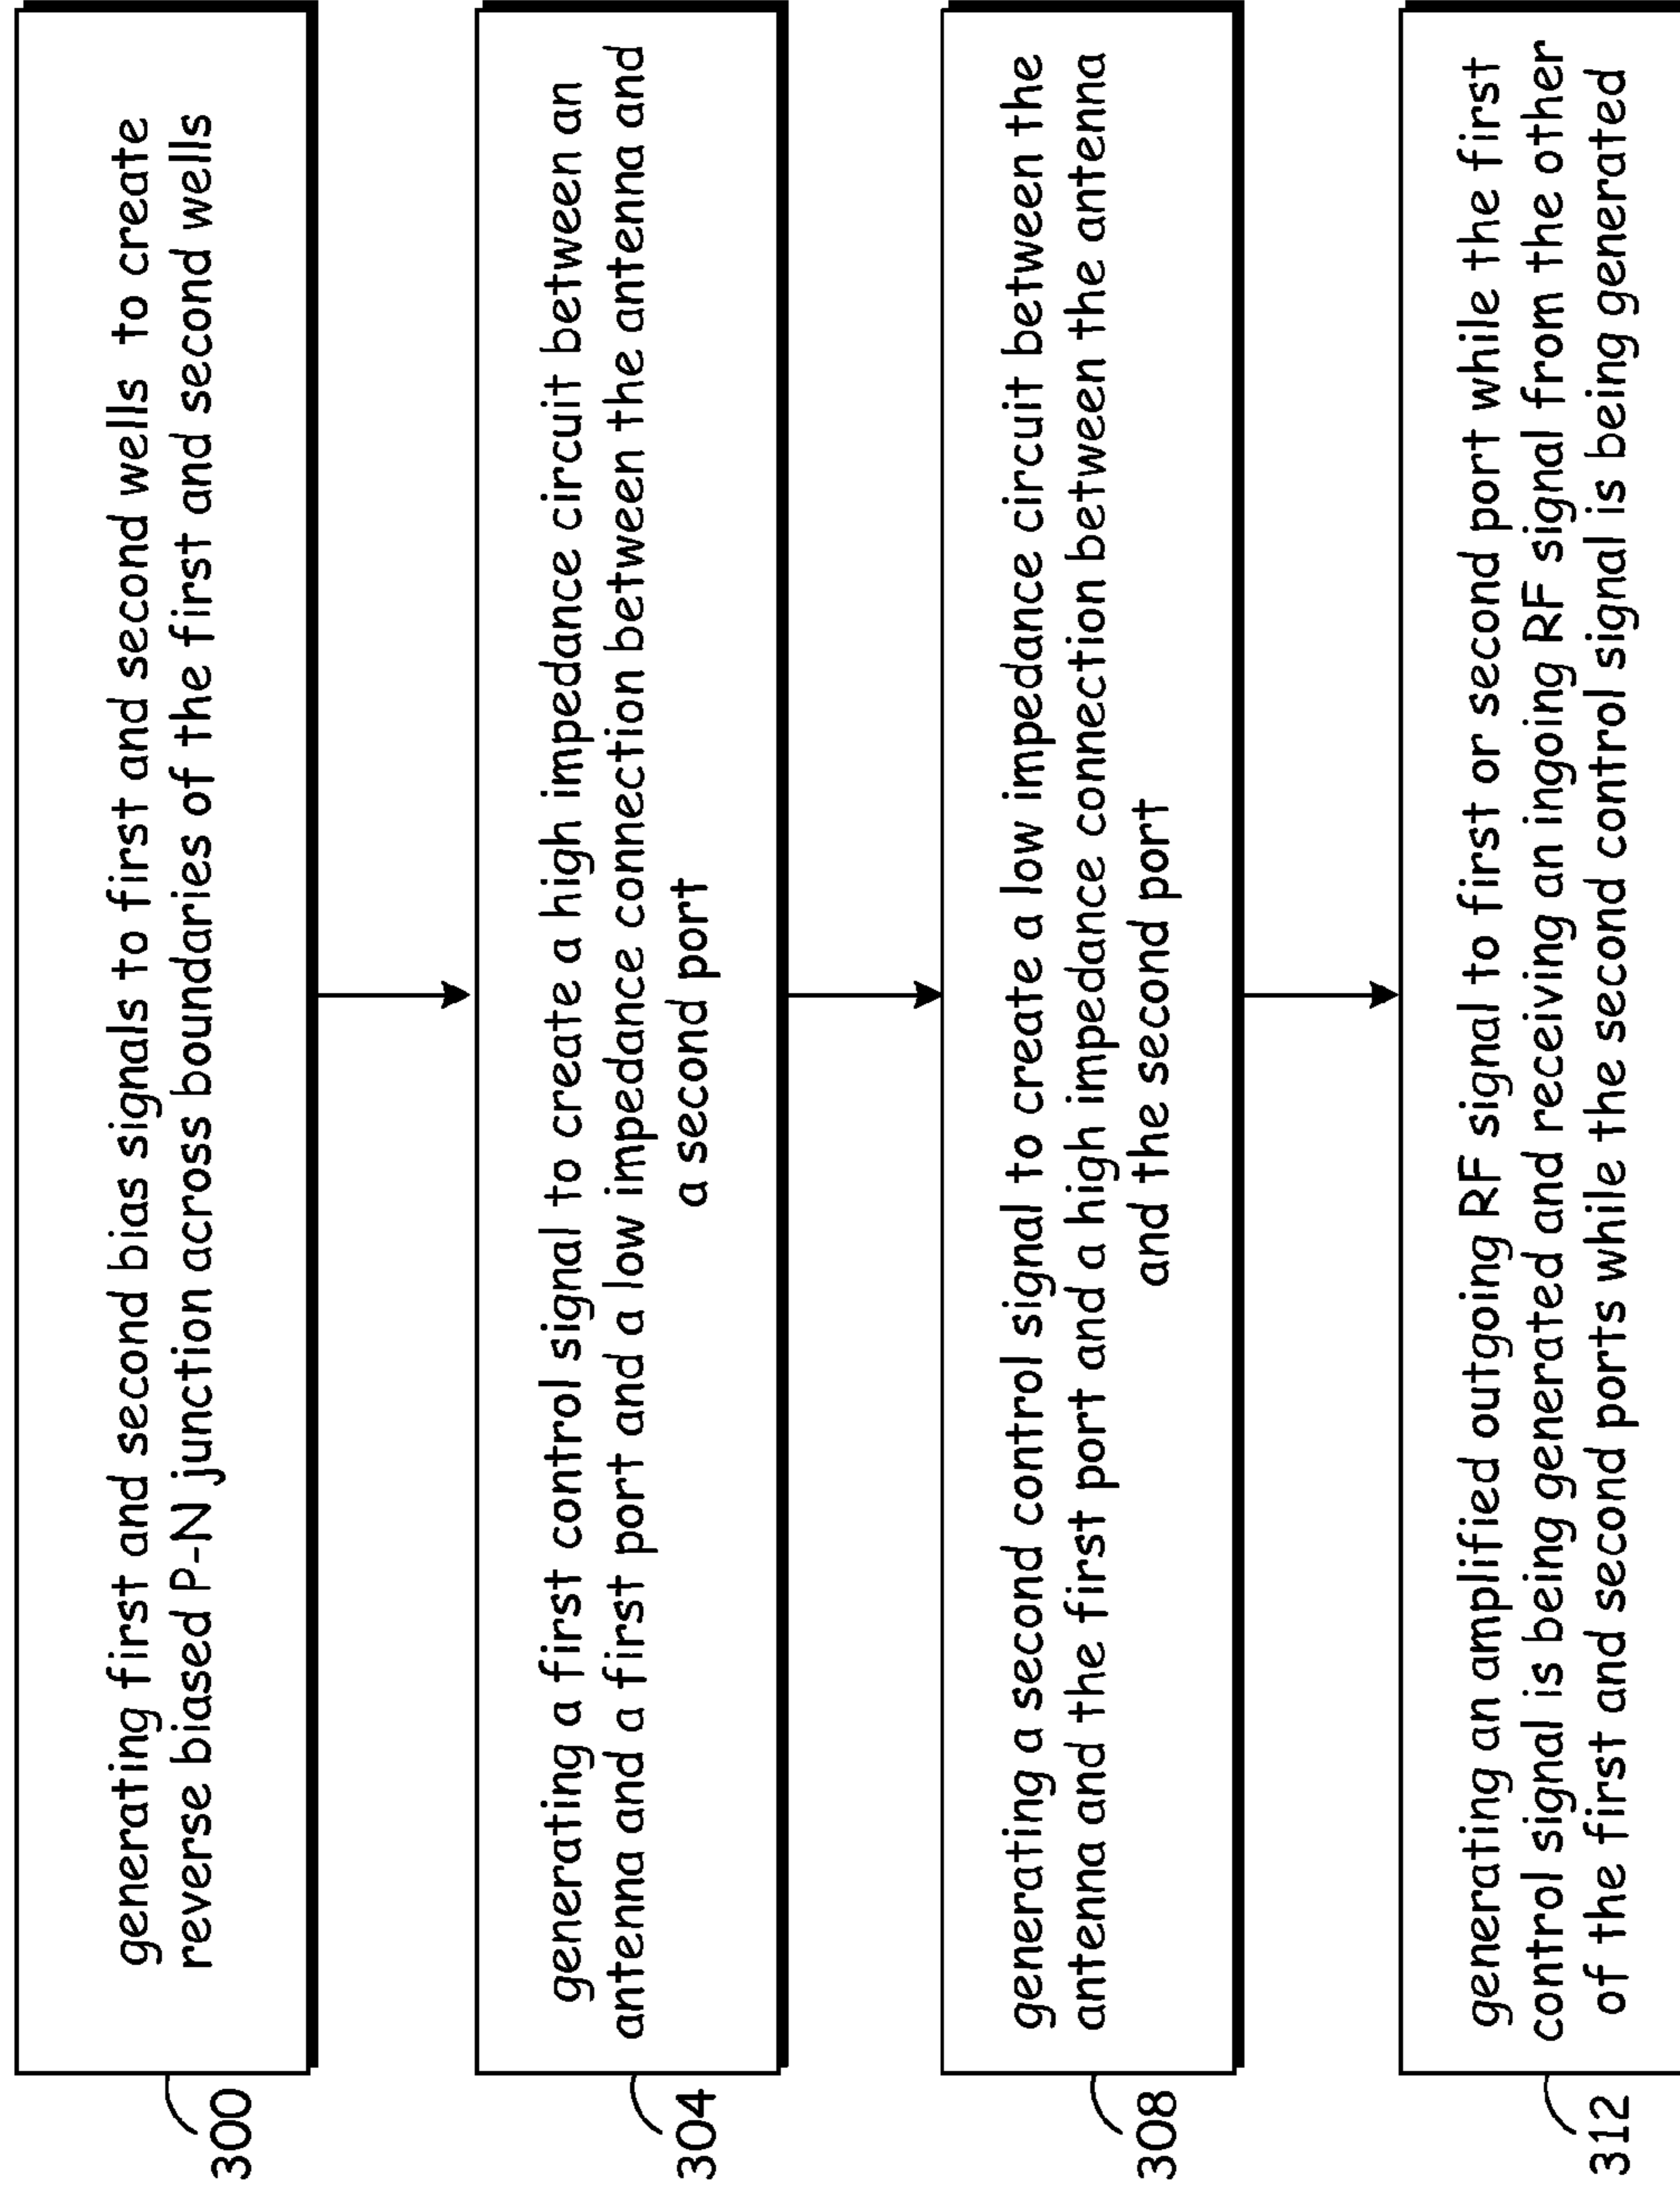 generating first and second bias signals to first and second wells to create
reverse biased P-N junction across boundaries of the first and second wells
300
generating a first control signal to create a high impedance circuit between an
antenna and a first port and a low impedance connection between the antenna and
a second port
304
generating a second control signal to create a low impedance circuit between the
antenna and the first port and a high impedance connection between the antenna
and the second port
308
generating an amplified outgoing RF signal to first or second port while the first
control signal is being generated and receiving an ingoing RF signal from the other
of the first and second ports while the second control signal is being generated
312